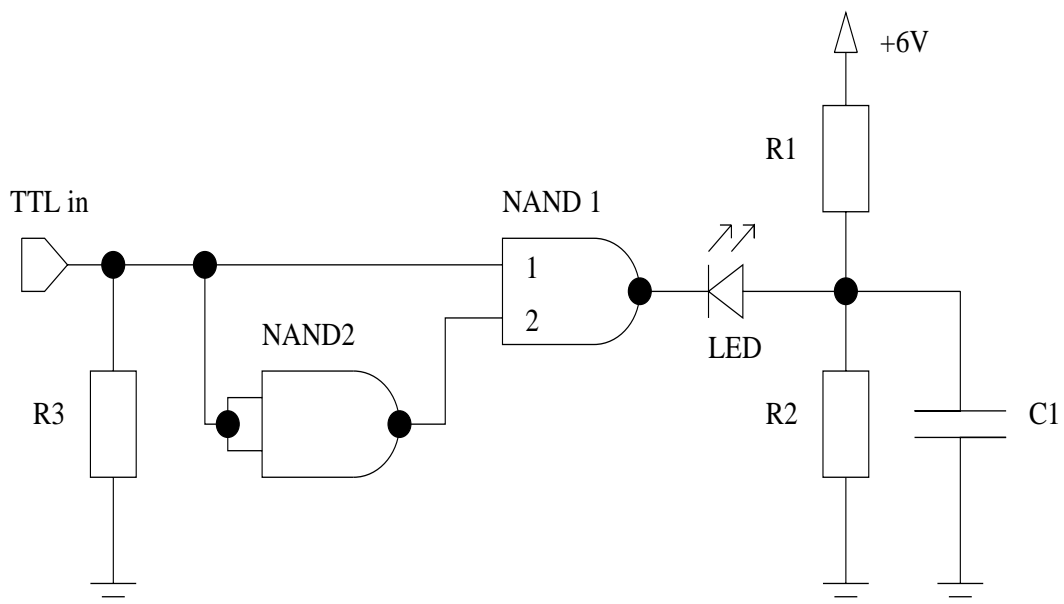 +6V
R1
TTL in
NAND 1
1
2
NAND2
LED
R3
R2
C1